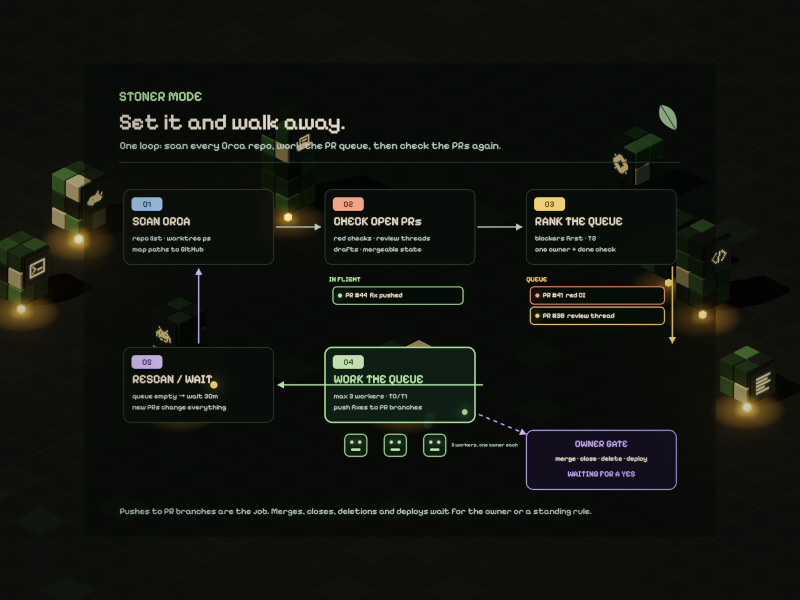 STONER MODE
Set it and walk away.
One loop: scan every Orca repo, work the PR queue, then check the PRs again.
01
SCAN ORCA
repo list · worktree ps
map paths to GitHub
02
CHECK OPEN PRs
red checks · review threads
drafts · mergeable state
03
RANK THE QUEUE
blockers first · T2
one owner + done check
IN FLIGHT
PR #44 fix pushed
QUEUE
PR #41 red CI
PR #38 review thread
05
RESCAN / WAIT
queue empty → wait 30m
new PRs change everything
04
WORK THE QUEUE
max 3 workers · T0/T1
push fixes to PR branches
3 workers, one owner each
OWNER GATE
merge · close · delete · deploy
WAITING FOR A YES
Pushes to PR branches are the job. Merges, closes, deletions and deploys wait for the owner or a standing rule.